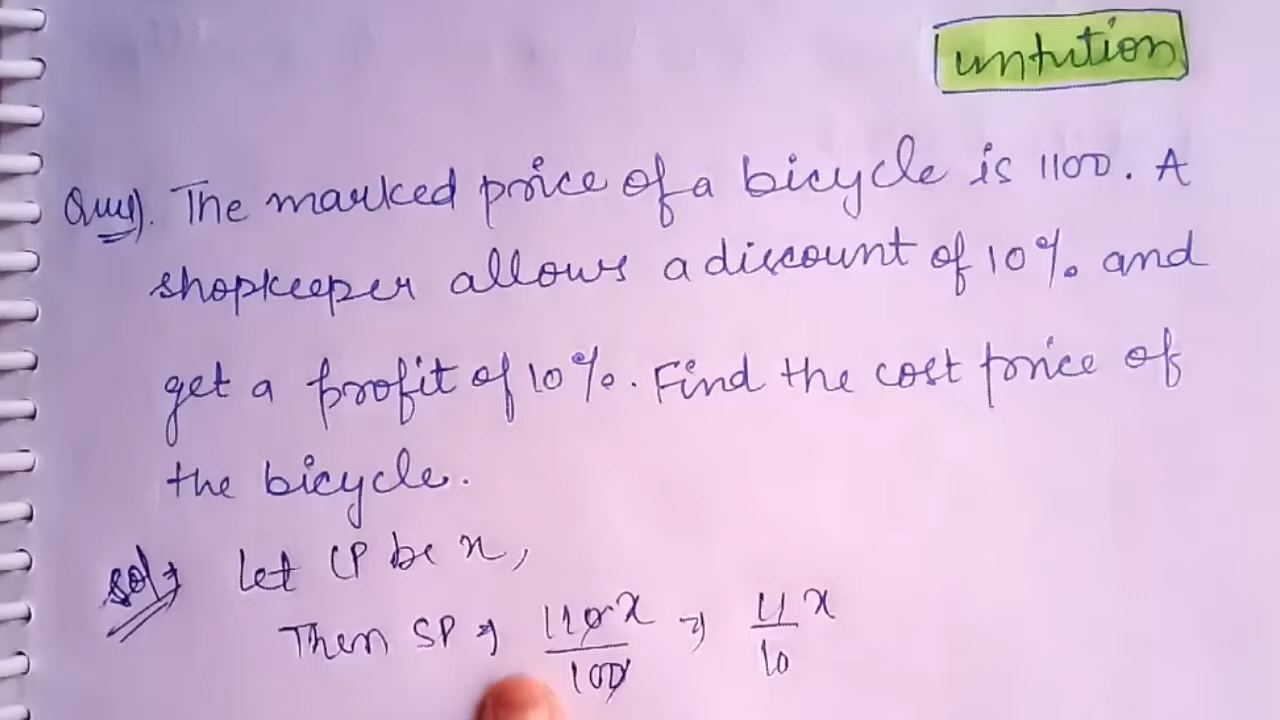 untution
Ques). The marked price of a bicycle is 1100. A
shopkeeper allows a discount of 10%. and
get a profit of 10%. Find the cost price of
the bicycle.
Sol⇒ Let CP be x,
Then SP ⇒ 110x/100 ⇒ 11/10 x